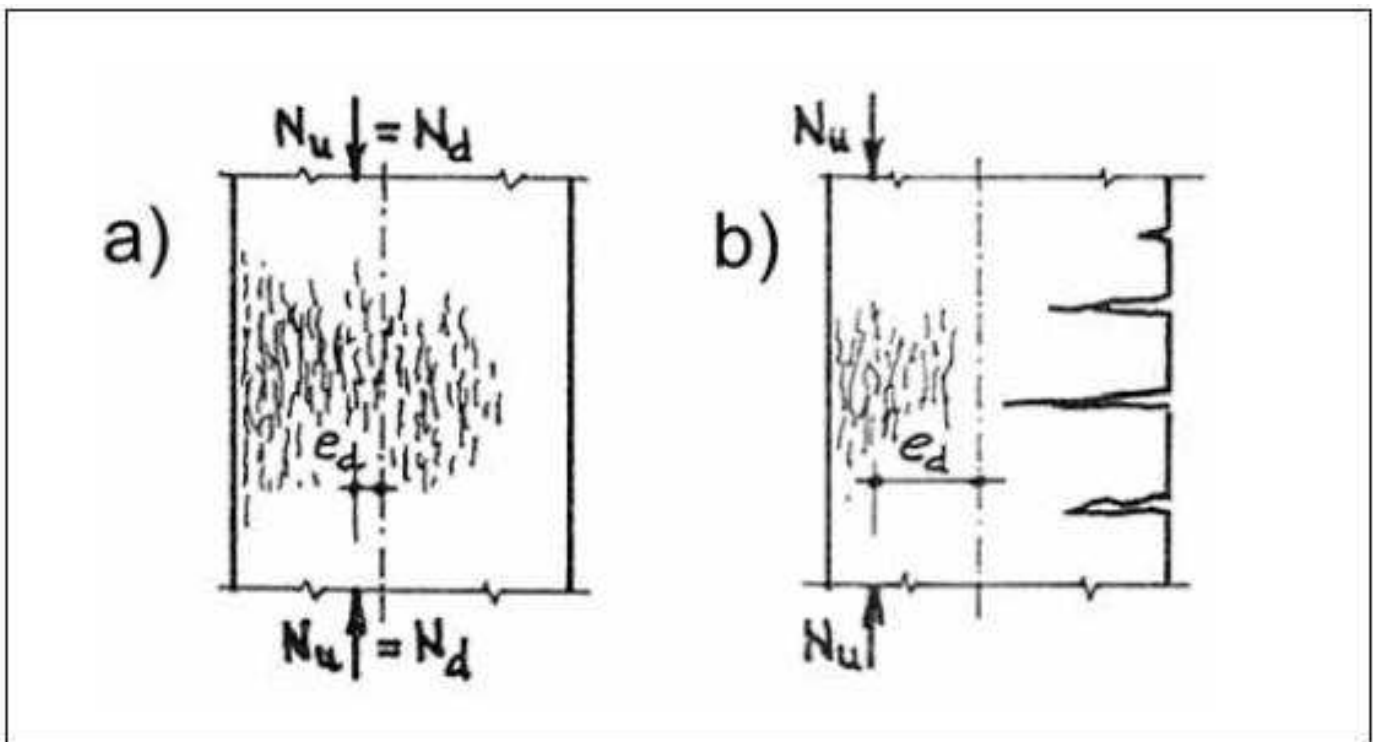 N_u = N_d
N_u
a)
b)
e_d
e_d
N_u = N_d
N_u